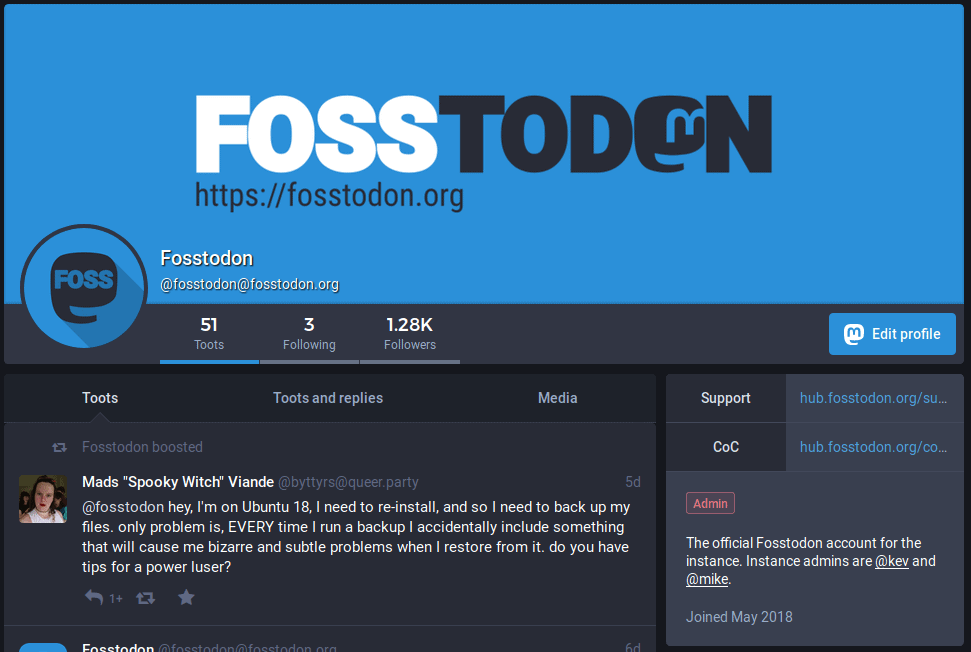 FOSSTODON
https://fosstodon.org
FOSS
Fosstodon
@fosstodon@fosstodon.org
51
Toots
3
Following
1.28K
Followers
Edit profile
Toots
Toots and replies
Media
Fosstodon boosted
Mads "Spooky Witch" Viande @byttyrs@queer.party 5d
@fosstodon hey, I'm on Ubuntu 18, I need to re-install, and so I need to back up my
files. only problem is, EVERY time I run a backup I accidentally include something
that will cause me bizarre and subtle problems when I restore from it. do you have
tips for a power luser?
1+
Fosstodon @fosstodon@fosstodon.org 6d
Support hub.fosstodon.org/su...
CoC hub.fosstodon.org/co...
Admin
The official Fosstodon account for the
instance. Instance admins are @kev and
@mike.
Joined May 2018